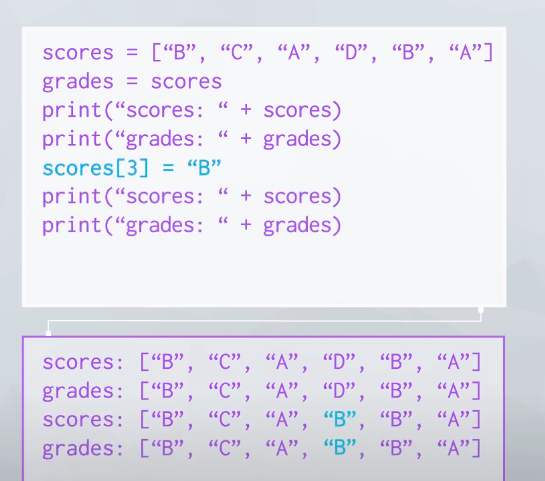 scores = [“B”, “C”, “A”, “D”, “B”, “A”]
grades = scores
print(“scores: “ + scores)
print(“grades: “ + grades)
scores[3] = “B”
print(“scores: “ + scores)
print(“grades: “ + grades)
scores: [“B”, “C”, “A”, “D”, “B”, “A”]
grades: [“B”, “C”, “A”, “D”, “B”, “A”]
scores: [“B”, “C”, “A”, “B”, “B”, “A”]
grades: [“B”, “C”, “A”, “B”, “B”, “A”]